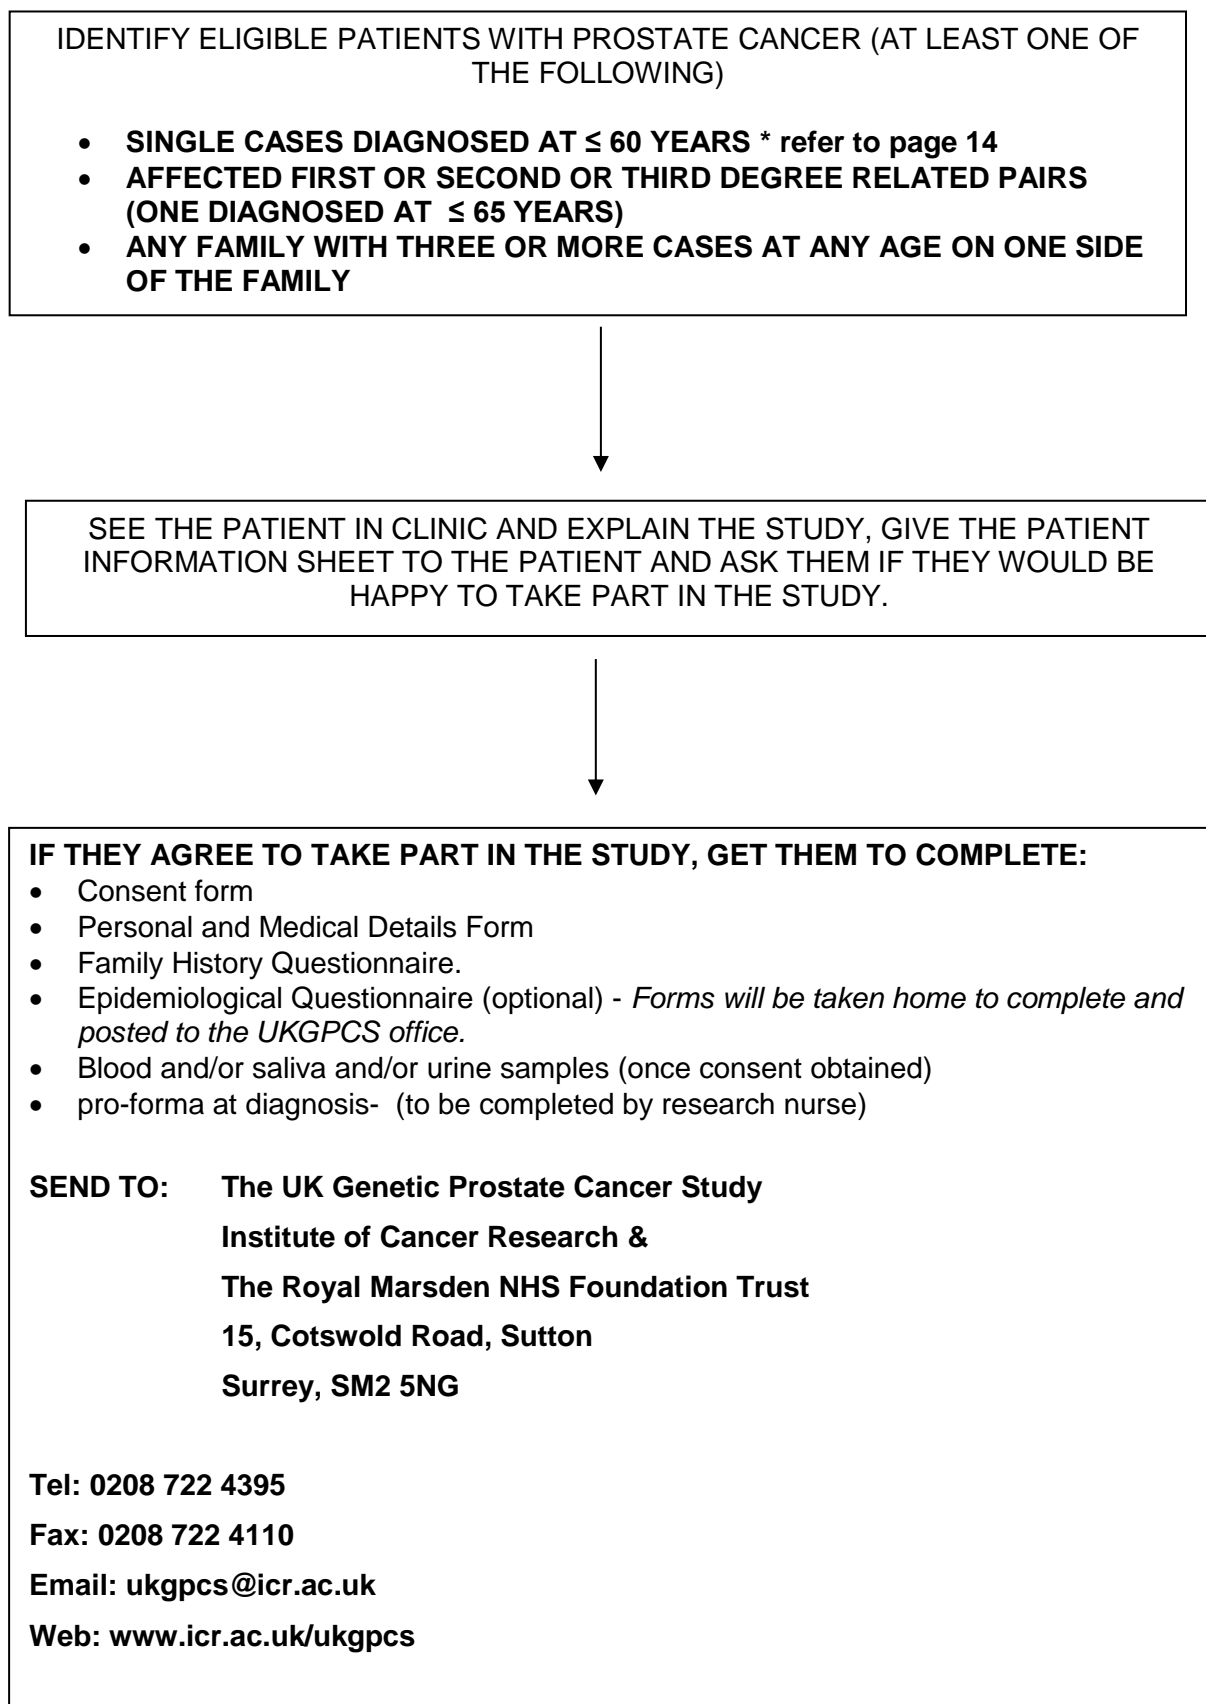 IDENTIFY ELIGIBLE PATIENTS WITH PROSTATE CANCER (AT LEAST ONE OF
THE FOLLOWING)
• SINGLE CASES DIAGNOSED AT ≤ 60 YEARS * refer to page 14
• AFFECTED FIRST OR SECOND OR THIRD DEGREE RELATED PAIRS
(ONE DIAGNOSED AT ≤ 65 YEARS)
• ANY FAMILY WITH THREE OR MORE CASES AT ANY AGE ON ONE SIDE
OF THE FAMILY
SEE THE PATIENT IN CLINIC AND EXPLAIN THE STUDY, GIVE THE PATIENT
INFORMATION SHEET TO THE PATIENT AND ASK THEM IF THEY WOULD BE
HAPPY TO TAKE PART IN THE STUDY.
IF THEY AGREE TO TAKE PART IN THE STUDY, GET THEM TO COMPLETE:
• Consent form
• Personal and Medical Details Form
• Family History Questionnaire.
• Epidemiological Questionnaire (optional) - Forms will be taken home to complete and
posted to the UKGPCS office.
• Blood and/or saliva and/or urine samples (once consent obtained)
• pro-forma at diagnosis- (to be completed by research nurse)
SEND TO: The UK Genetic Prostate Cancer Study
Institute of Cancer Research &
The Royal Marsden NHS Foundation Trust
15, Cotswold Road, Sutton
Surrey, SM2 5NG
Tel: 0208 722 4395
Fax: 0208 722 4110
Email: ukgpcs@icr.ac.uk
Web: www.icr.ac.uk/ukgpcs